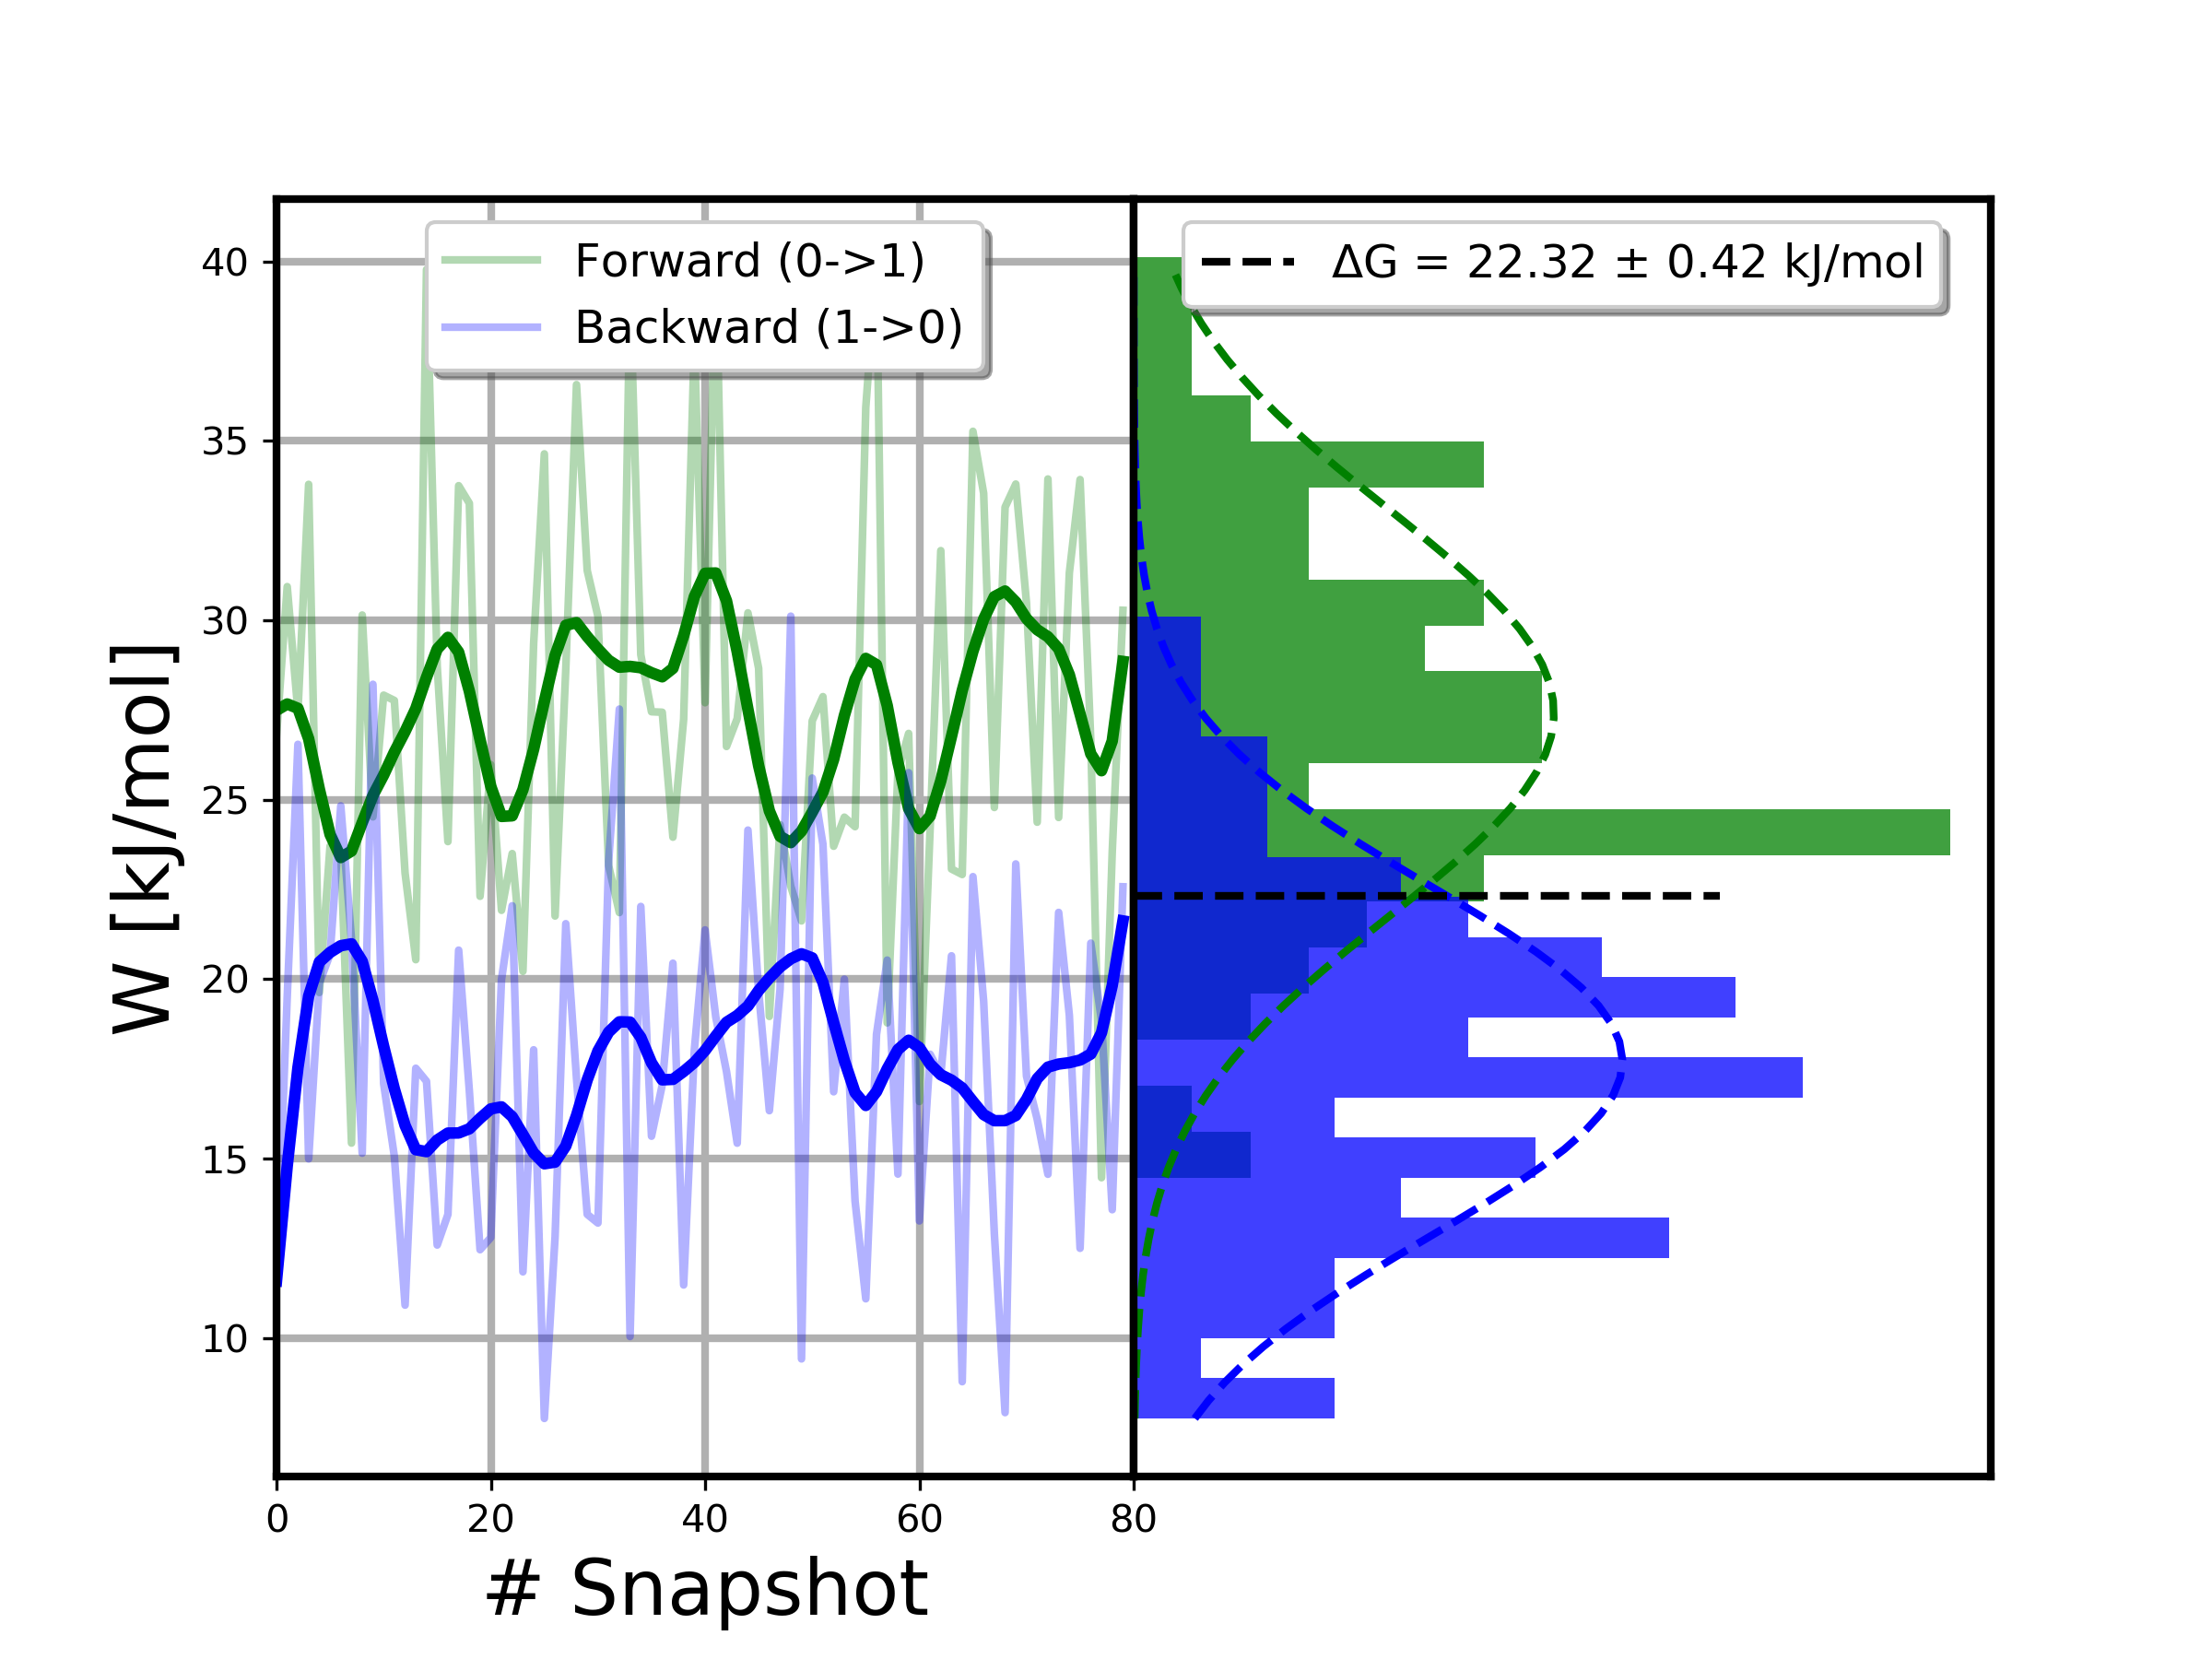 Forward (0->1)
Backward (1->0)
ΔG = 22.32 ± 0.42 kJ/mol
W [kJ/mol]
40
35
30
25
20
15
10
0 20 40 60 80
# Snapshot